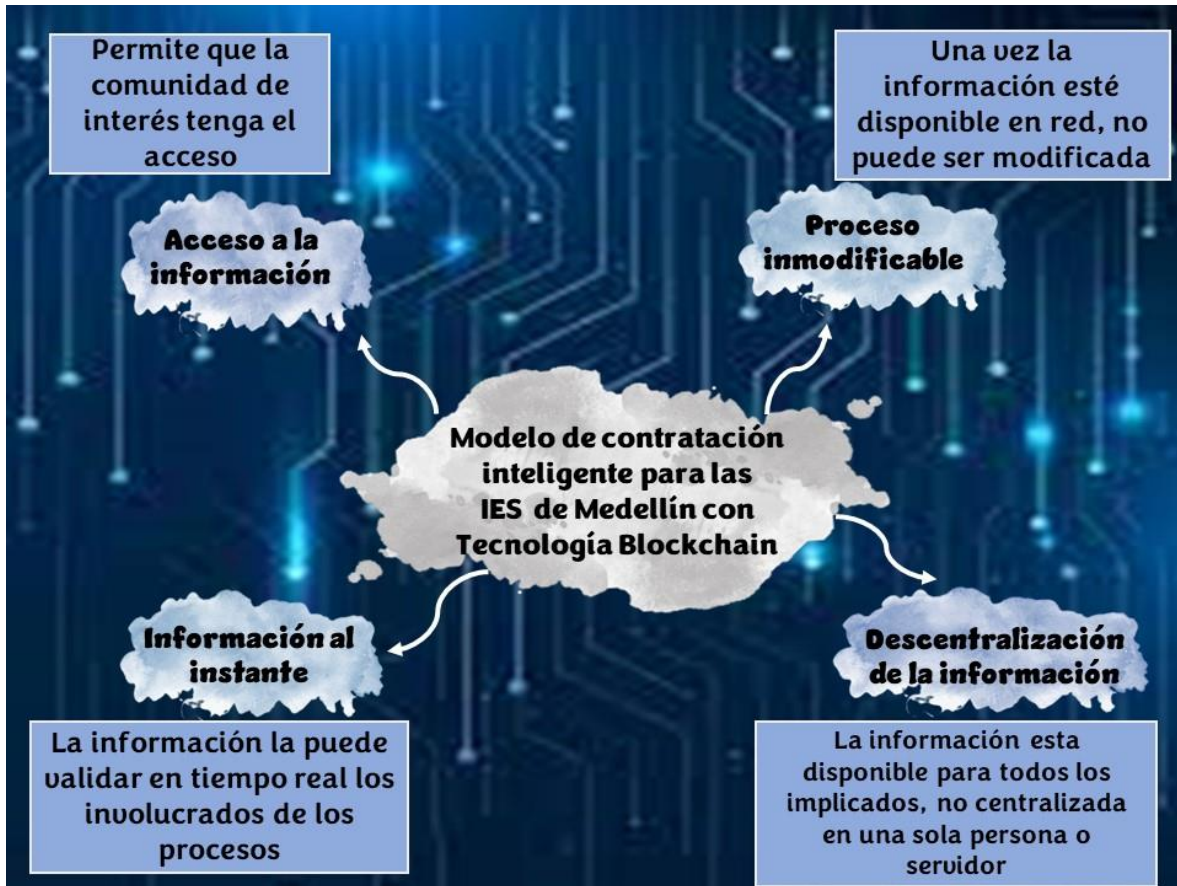 Permite que la
comunidad de
interés tenga el
acceso
Acceso a la
información
Una vez la
información esté
disponible en red, no
puede ser modificada
Proceso
inmodificable
Modelo de contratación
inteligente para las
IES de Medellín con
Tecnología Blockchain
Información al
instante
La información la puede
validar en tiempo real los
involucrados de los
procesos
Descentralización
de la información
La información esta
disponible para todos los
implicados, no centralizada
en una sola persona o
servidor